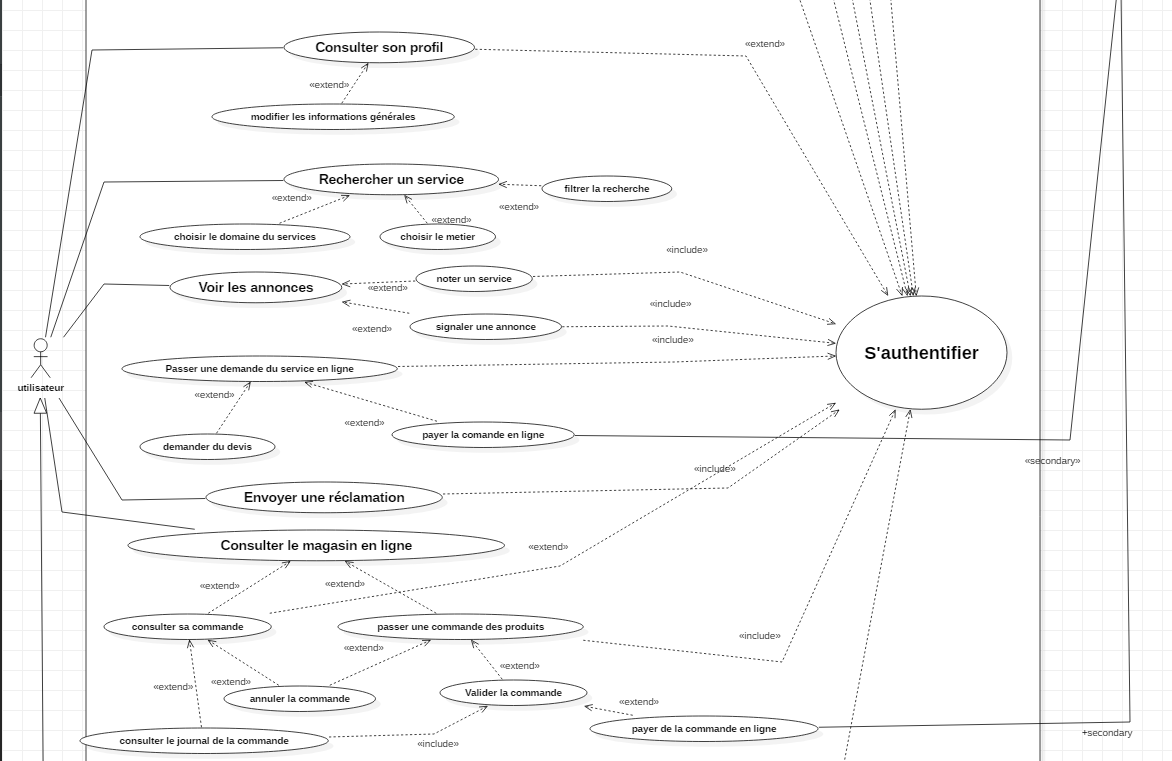 «extend»
Consulter son profil
«extend»
modifier les informations générales
Rechercher un service
filtrer la recherche
«extend»
«extend»
«extend»
choisir le domaine du services
choisir le metier
«include»
Voir les annonces
noter un service
«extend»
«include»
signaler une annonce
«extend»
«include»
S'authentifier
Passer une demande du service en ligne
utilisateur
«extend»
«extend»
payer la comande en ligne
demander du devis
«secondary»
«include»
Envoyer une réclamation
Consulter le magasin en ligne
«extend»
«extend»
«extend»
consulter sa commande
passer une commande des produits
«include»
«extend»
«extend»
«extend»
«extend»
annuler la commande
Valider la commande
«extend»
payer de la commande en ligne
+secondary
consulter le journal de la commande
«include»